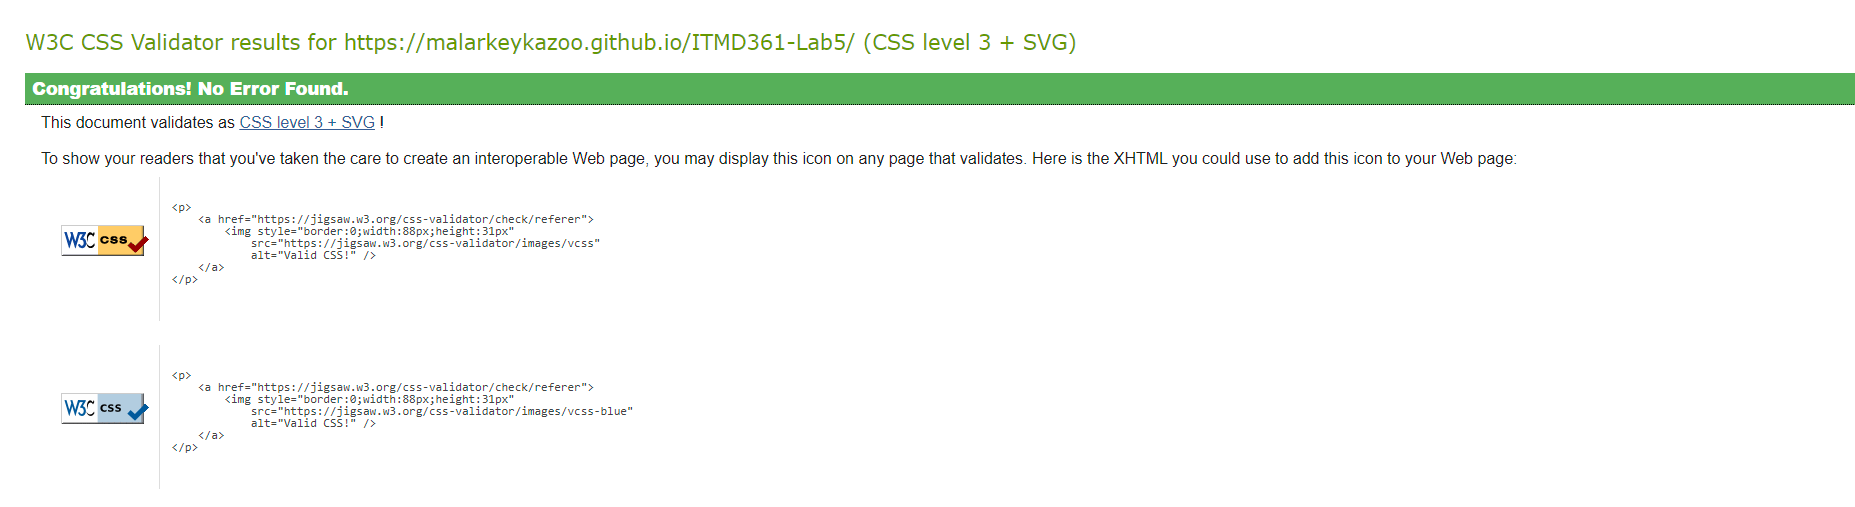 W3C CSS Validator results for https://malarkeykazoo.github.io/ITMD361-Lab5/ (CSS level 3 + SVG)
Congratulations! No Error Found.
This document validates as CSS level 3 + SVG !
To show your readers that you've taken the care to create an interoperable Web page, you may display this icon on any page that validates. Here is the XHTML you could use to add this icon to your Web page:
W3C css
<p>
<a href="https://jigsaw.w3.org/css-validator/check/referer">
<img style="border:0;width:88px;height:31px"
src="https://jigsaw.w3.org/css-validator/images/vcss"
alt="Valid CSS!" />
</a>
</p>
W3C css
<p>
<a href="https://jigsaw.w3.org/css-validator/check/referer">
<img style="border:0;width:88px;height:31px"
src="https://jigsaw.w3.org/css-validator/images/vcss-blue"
alt="Valid CSS!" />
</a>
</p>